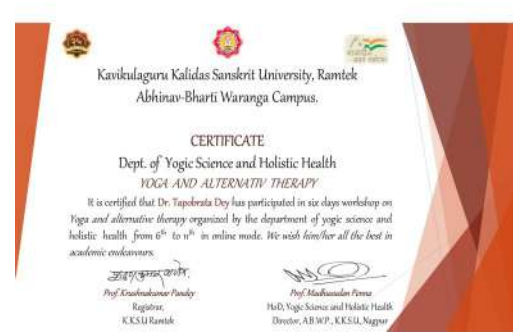 Kavikulaguru Kalidas Sanskrit University, Ramtek
Abhinav-Bharti Waranga Campus.
CERTIFICATE
Dept. of Yogic Science and Holistic Health
YOGA AND ALTERNATIV THERAPY
It is certified that Dr. Tapobrata Dey has participated in six days workshop on
Yoga and alternative therapy organized by the department of yogic science and
holistic health from 6th to 11th in online mode. We wish him/her all the best in
academic endeavours.
Prof. Krushnakumar Pandey
Registrar,
K.K.S.U Ramtek
Prof. Madhusudan Penna
HoD, Yogic Science and Holistic Health
Director, A.B.W.P., K.K.S.U., Nagpur